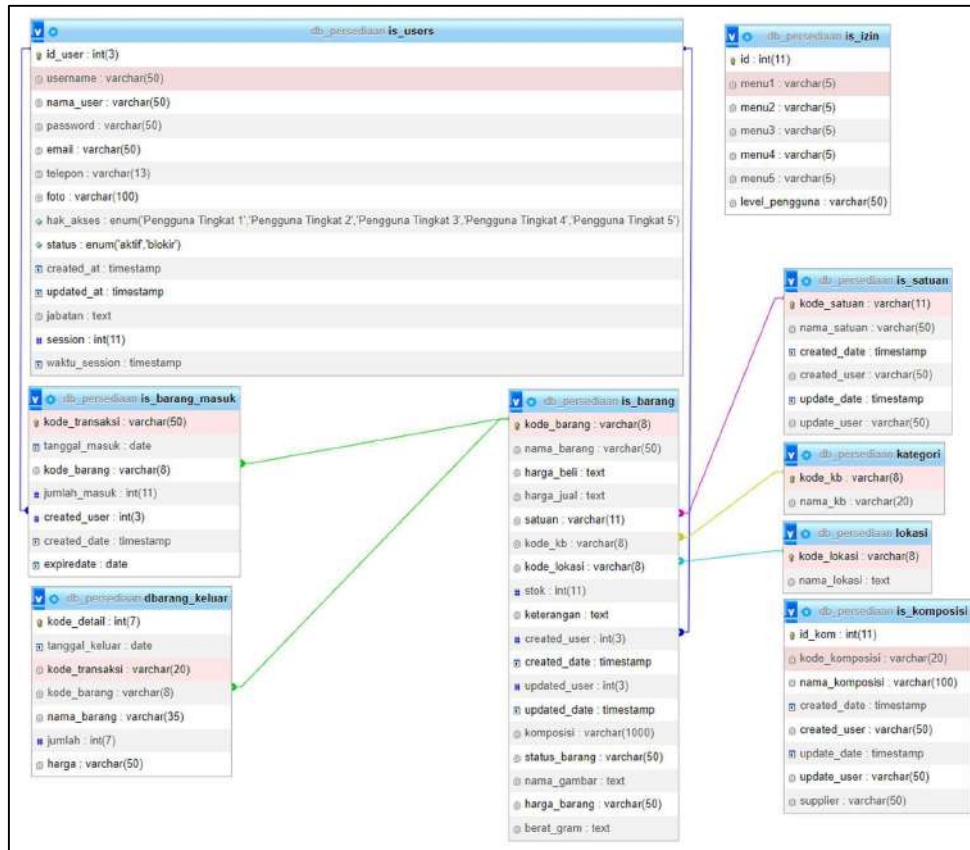 db_persediaan is_users
id_user : int(3)
username : varchar(50)
nama_user : varchar(50)
password : varchar(50)
email : varchar(50)
telepon : varchar(13)
foto : varchar(100)
hak_akses : enum('Pengguna Tingkat 1','Pengguna Tingkat 2','Pengguna Tingkat 3','Pengguna Tingkat 4','Pengguna Tingkat 5')
status : enum('aktif','blokir')
created_at : timestamp
updated_at : timestamp
jabatan : text
session : int(11)
waktu_session : timestamp
db_persediaan is_izin
id : int(11)
menu1 : varchar(5)
menu2 : varchar(5)
menu3 : varchar(5)
menu4 : varchar(5)
menu5 : varchar(5)
level_pengguna : varchar(50)
db_persediaan is_barang_masuk
kode_transaksi : varchar(50)
tanggal_masuk : date
kode_barang : varchar(8)
jumlah_masuk : int(11)
created_user : int(3)
created_date : timestamp
expiredate : date
db_persediaan dbarang_keluar
kode_detail : int(7)
tanggal_keluar : date
kode_transaksi : varchar(20)
kode_barang : varchar(8)
nama_barang : varchar(35)
jumlah : int(7)
harga : varchar(50)
db_persediaan is_barang
kode_barang : varchar(8)
nama_barang : varchar(50)
harga_beli : text
harga_jual : text
satuan : varchar(11)
kode_kb : varchar(8)
kode_lokasi : varchar(8)
stok : int(11)
keterangan : text
created_user : int(3)
created_date : timestamp
updated_user : int(3)
updated_date : timestamp
komposisi : varchar(1000)
status_barang : varchar(50)
nama_gambar : text
harga_barang : varchar(50)
berat_gram : text
db_persediaan is_satuan
kode_satuan : varchar(11)
nama_satuan : varchar(50)
created_date : timestamp
created_user : varchar(50)
update_date : timestamp
update_user : varchar(50)
db_persediaan kategori
kode_kb : varchar(8)
nama_kb : varchar(20)
db_persediaan lokasi
kode_lokasi : varchar(8)
nama_lokasi : text
db_persediaan is_komposisi
id_kom : int(11)
kode_komposisi : varchar(20)
nama_komposisi : varchar(100)
created_date : timestamp
created_user : varchar(50)
update_date : timestamp
update_user : varchar(50)
supplier : varchar(50)